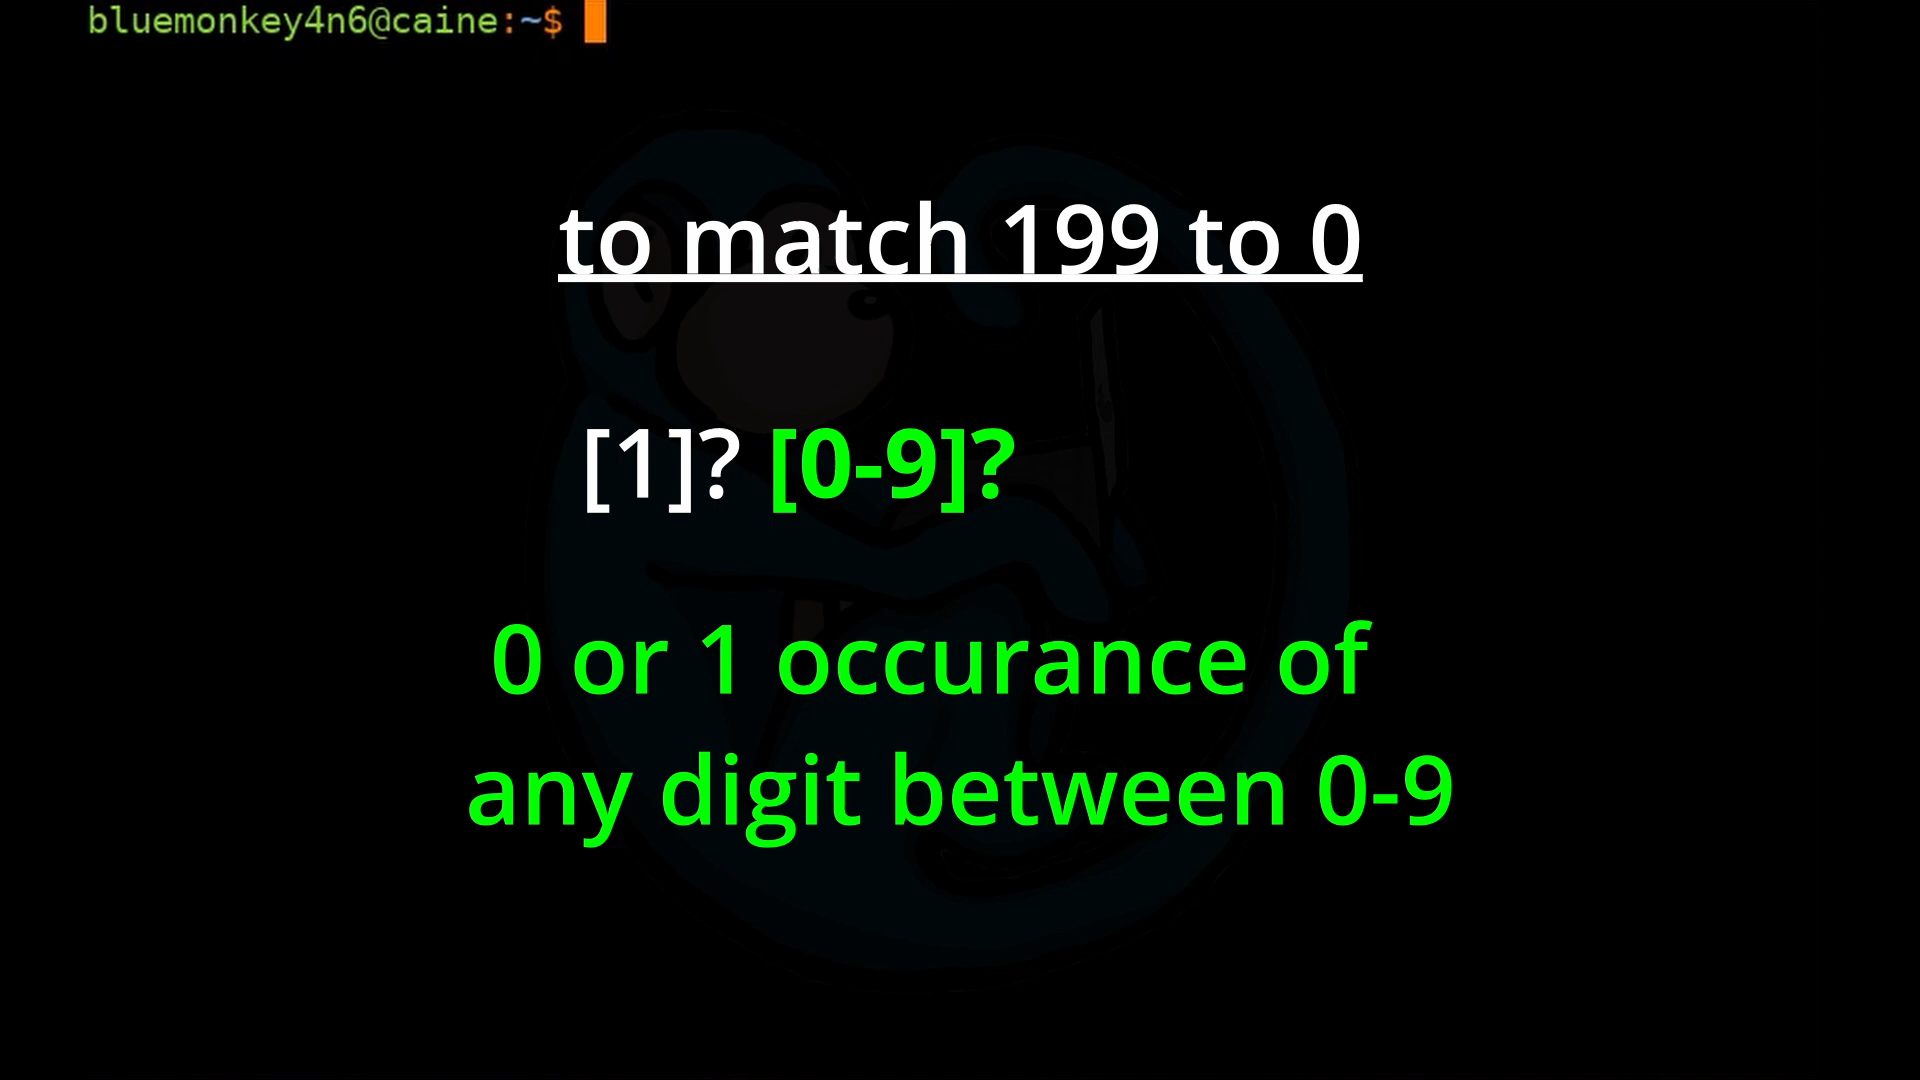 bluemonkey4n6@caine:~$
to match 199 to 0
[1]? [0-9]?
0 or 1 occurance of
any digit between 0-9